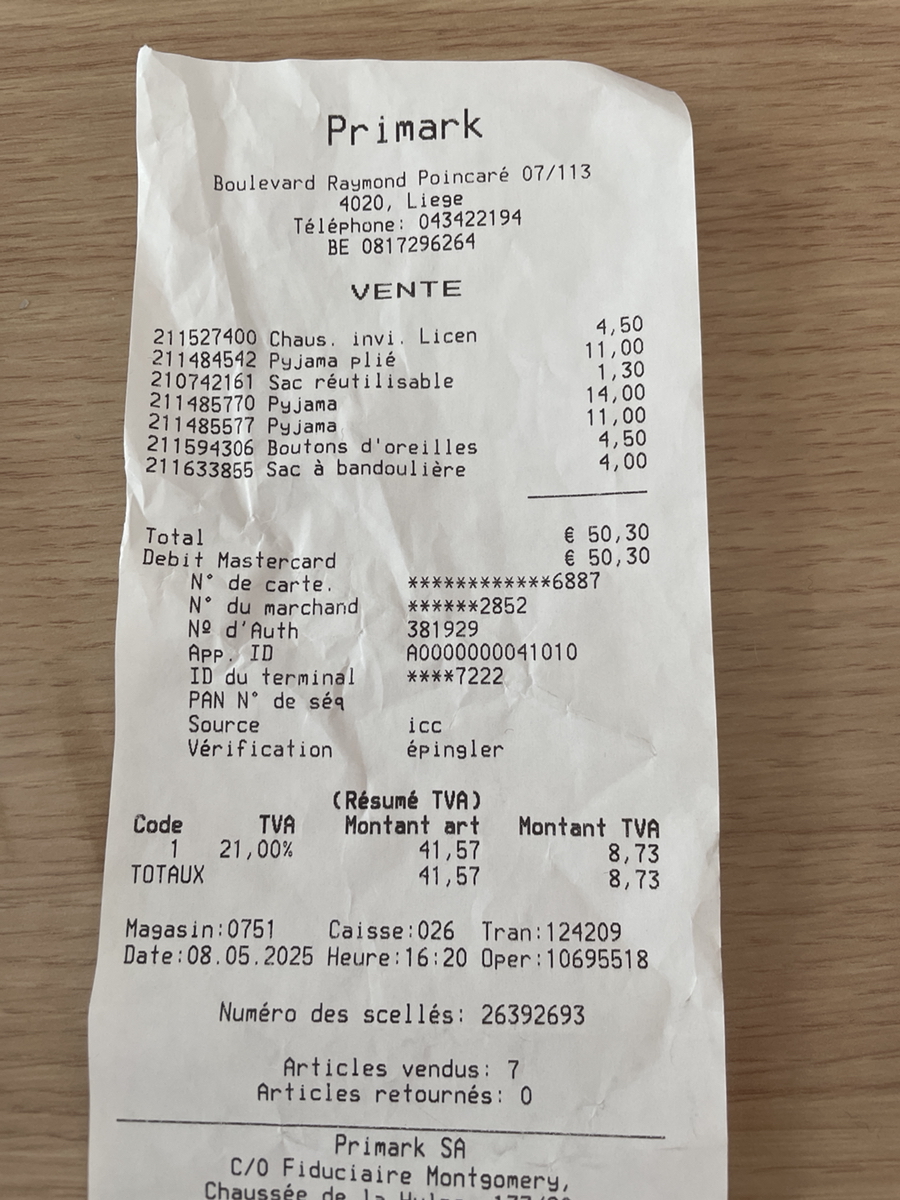 Primark
Boulevard Raymond Poincaré 07/113
4020, Liege
Téléphone: 043422194
BE 0817296264
VENTE
211527400 Chaus. invi. Licen 4,50
211484542 Pyjama plié 11,00
210742161 Sac réutilisable 1,30
211485770 Pyjama 14,00
211485577 Pyjama 11,00
211594306 Boutons d'oreilles 4,50
211633855 Sac à bandoulière 4,00
Total € 50,30
Debit Mastercard € 50,30
N° de carte. ************6887
N° du marchand ******2852
Nº d'Auth 381929
App. ID A0000000041010
ID du terminal ****7222
PAN N° de séq
Source icc
Vérification épingler
(Résumé TVA)
Code TVA Montant art Montant TVA
1 21,00% 41,57 8,73
TOTAUX 41,57 8,73
Magasin:0751 Caisse:026 Tran:124209
Date:08.05.2025 Heure:16:20 Oper:10695518
Numéro des scellés: 26392693
Articles vendus: 7
Articles retournés: 0
Primark SA
C/O Fiduciaire Montgomery,
Chaussée de la